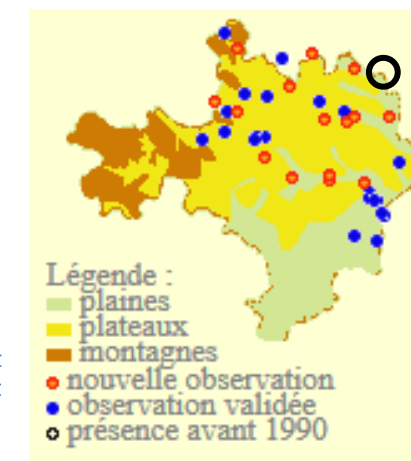 Légende :
plaines
plateaux
montagnes
nouvelle observation
observation validée
présence avant 1990